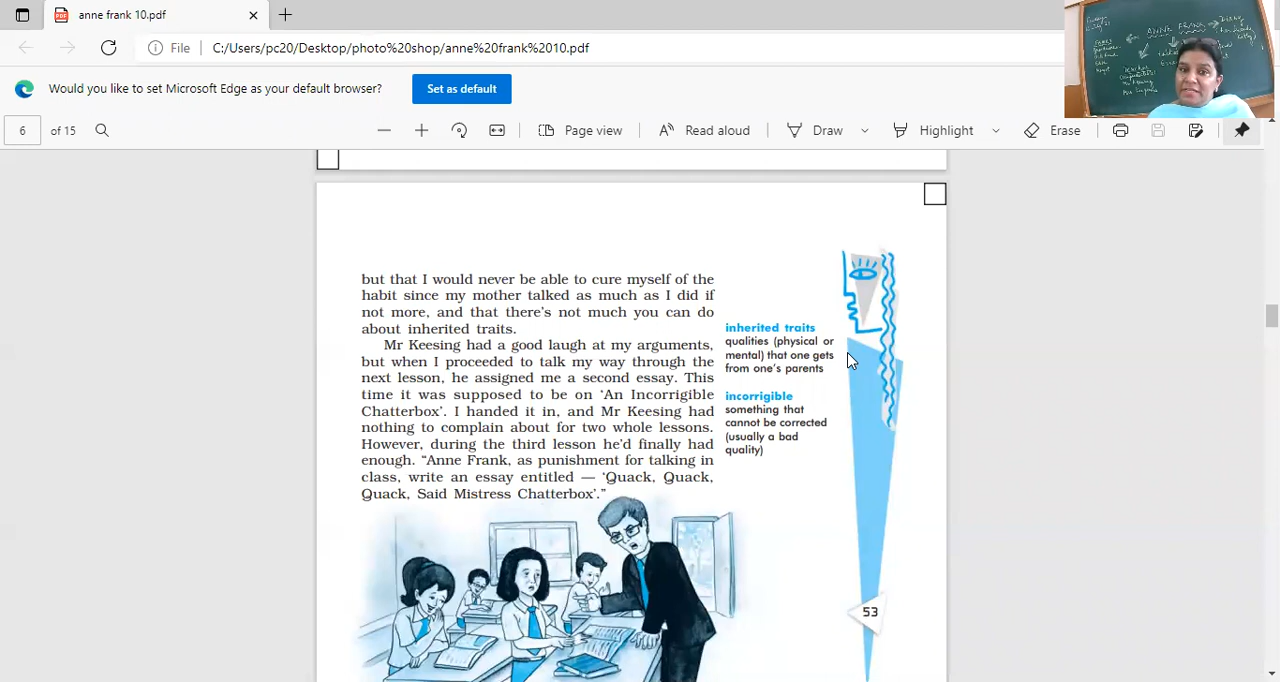 anne frank 10.pdf
File
C:/Users/pc20/Desktop/photo%20shop/anne%20frank%2010.pdf
Would you like to set Microsoft Edge as your default browser?
Set as default
6 of 15
Page view
Read aloud
Draw
Highlight
Erase
ANNE FRANK
Diary
but that I would never be able to cure myself of the
habit since my mother talked as much as I did if
not more, and that there's not much you can do
about inherited traits.
Mr Keesing had a good laugh at my arguments,
but when I proceeded to talk my way through the
next lesson, he assigned me a second essay. This
time it was supposed to be on ‘An Incorrigible
Chatterbox’. I handed it in, and Mr Keesing had
nothing to complain about for two whole lessons.
However, during the third lesson he'd finally had
enough. “Anne Frank, as punishment for talking in
class, write an essay entitled — ‘Quack, Quack,
Quack, Said Mistress Chatterbox’.”
inherited traits
qualities (physical or
mental) that one gets
from one's parents
incorrigible
something that
cannot be corrected
(usually a bad
quality)
53